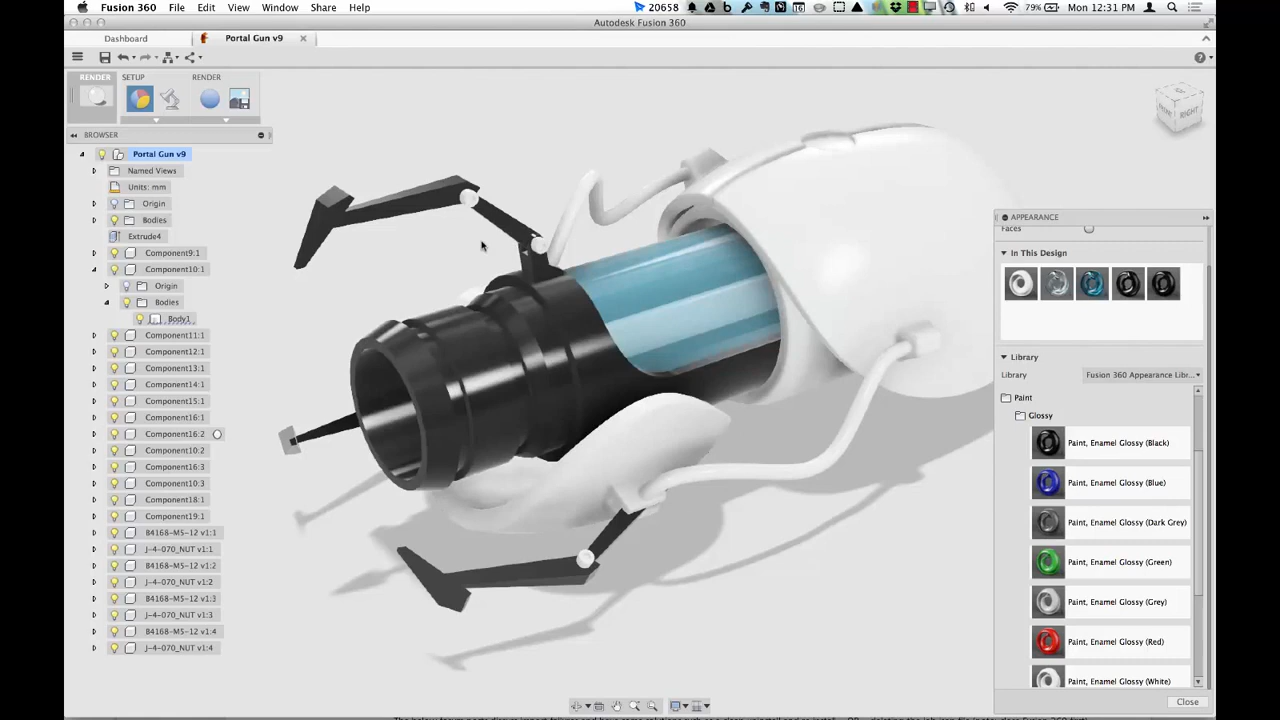 Fusion 360 File Edit View Window Share Help 20658 79% Mon 12:31 PM
Autodesk Fusion 360
Dashboard Portal Gun v9
RENDER SETUP RENDER
RIGHT
BROWSER
Portal Gun v9
Named Views
Units: mm
Origin
Bodies
Extrude4
Component9:1
Component10:1
Origin
Bodies
Body1
Component11:1
Component12:1
Component13:1
Component14:1
Component15:1
Component16:1
Component16:2
Component10:2
Component16:3
Component10:3
Component18:1
Component19:1
B4168-M5-12 v1:1
J-4-070_NUT v1:1
B4168-M5-12 v1:2
J-4-070_NUT v1:2
B4168-M5-12 v1:3
J-4-070_NUT v1:3
B4168-M5-12 v1:4
J-4-070_NUT v1:4
APPEARANCE
Faces
In This Design
Library
Library Fusion 360 Appearance Libr...
Paint
Glossy
Paint, Enamel Glossy (Black)
Paint, Enamel Glossy (Blue)
Paint, Enamel Glossy (Dark Grey)
Paint, Enamel Glossy (Green)
Paint, Enamel Glossy (Grey)
Paint, Enamel Glossy (Red)
Paint, Enamel Glossy (White)
Close